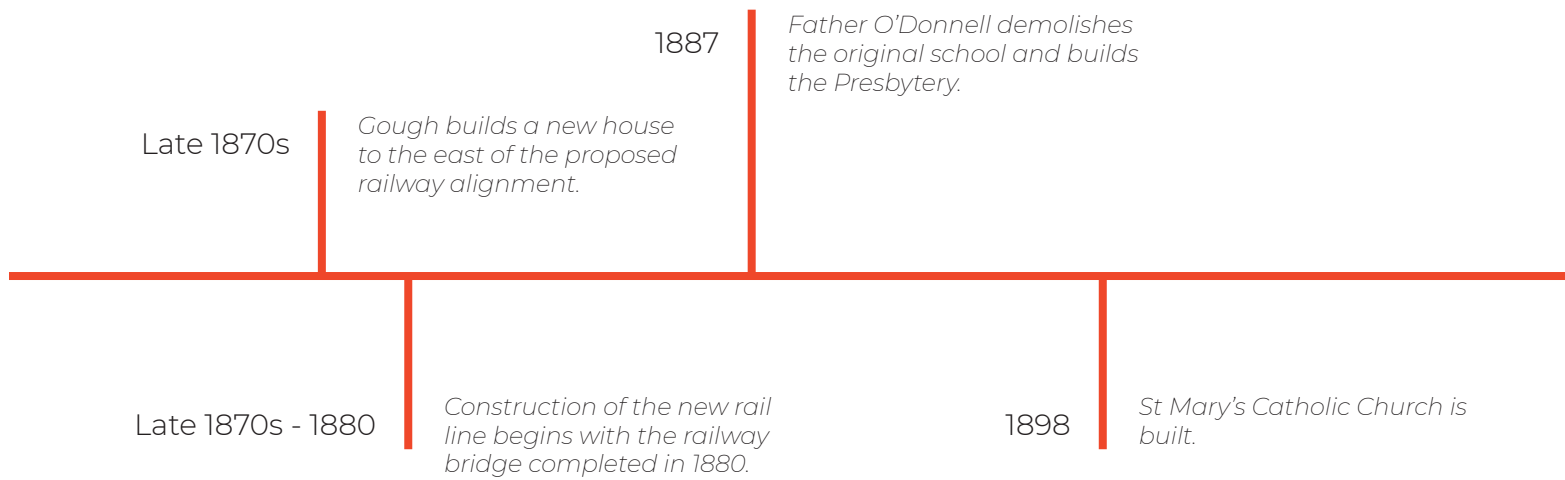 1887
Father O’Donnell demolishes
the original school and builds
the Presbytery.
Late 1870s
Gough builds a new house
to the east of the proposed
railway alignment.
Late 1870s - 1880
Construction of the new rail
line begins with the railway
bridge completed in 1880.
1898
St Mary’s Catholic Church is
built.